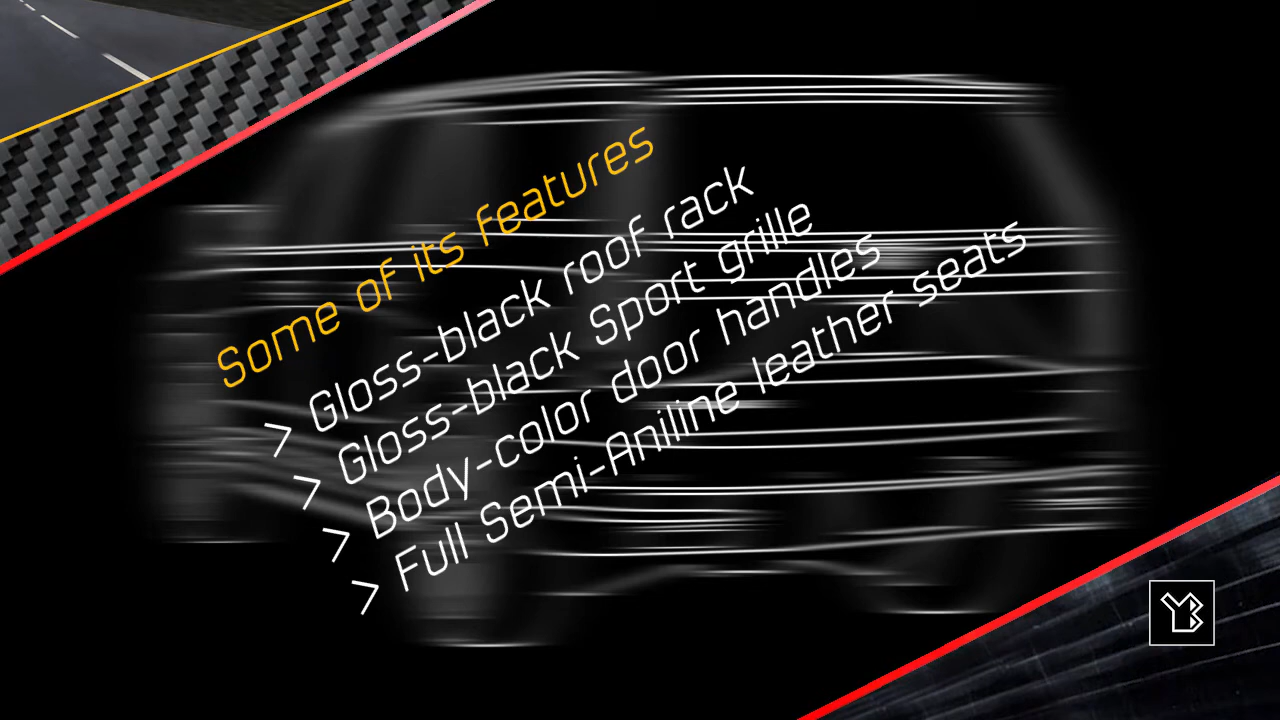 Some of its features
> Gloss-black roof rack
> Gloss-black Sport grille
> Body-color door handles
> Full Semi-Aniline leather seats
YB